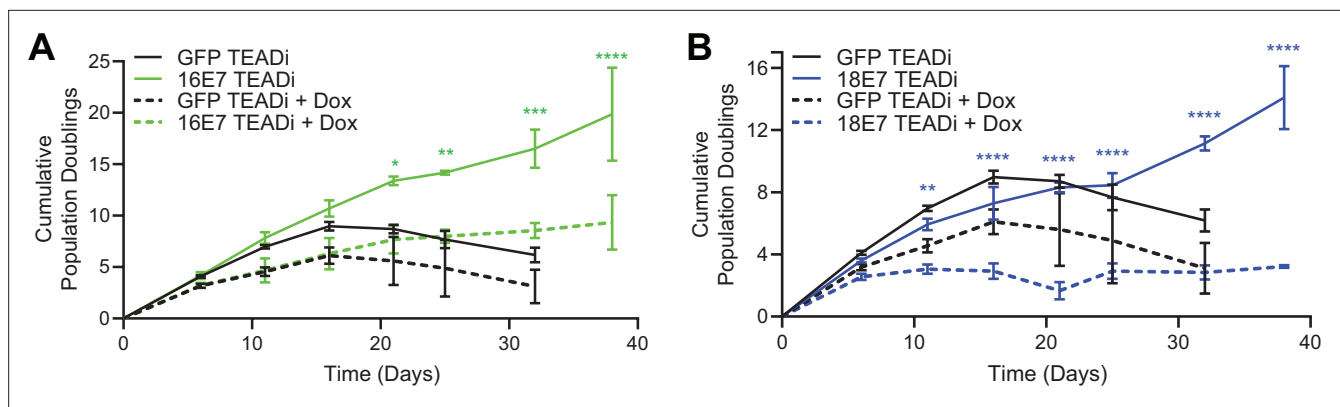 A
GFP TEADi
16E7 TEADi
GFP TEADi + Dox
16E7 TEADi + Dox
Cumulative
Population Doublings
25
20
15
10
5
0
*
**
***
****
0
10
20
30
40
Time (Days)
B
GFP TEADi
18E7 TEADi
GFP TEADi + Dox
18E7 TEADi + Dox
Cumulative
Population Doublings
16
12
8
4
0
**
****
****
****
****
****
0
10
20
30
40
Time (Days)